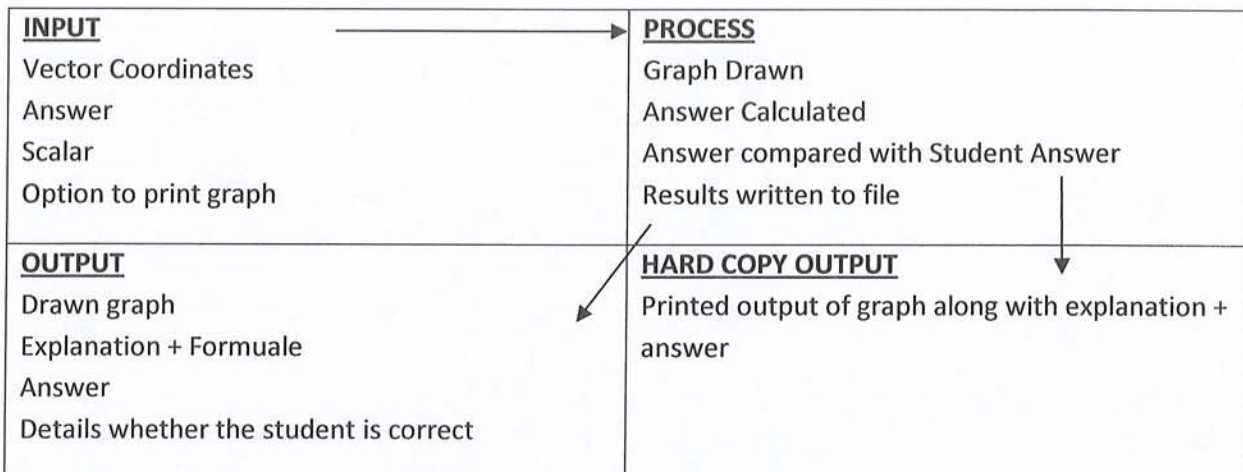 INPUT
Vector Coordinates
Answer
Scalar
Option to print graph
PROCESS
Graph Drawn
Answer Calculated
Answer compared with Student Answer
Results written to file
OUTPUT
Drawn graph
Explanation + Formuale
Answer
Details whether the student is correct
HARD COPY OUTPUT
Printed output of graph along with explanation +
answer